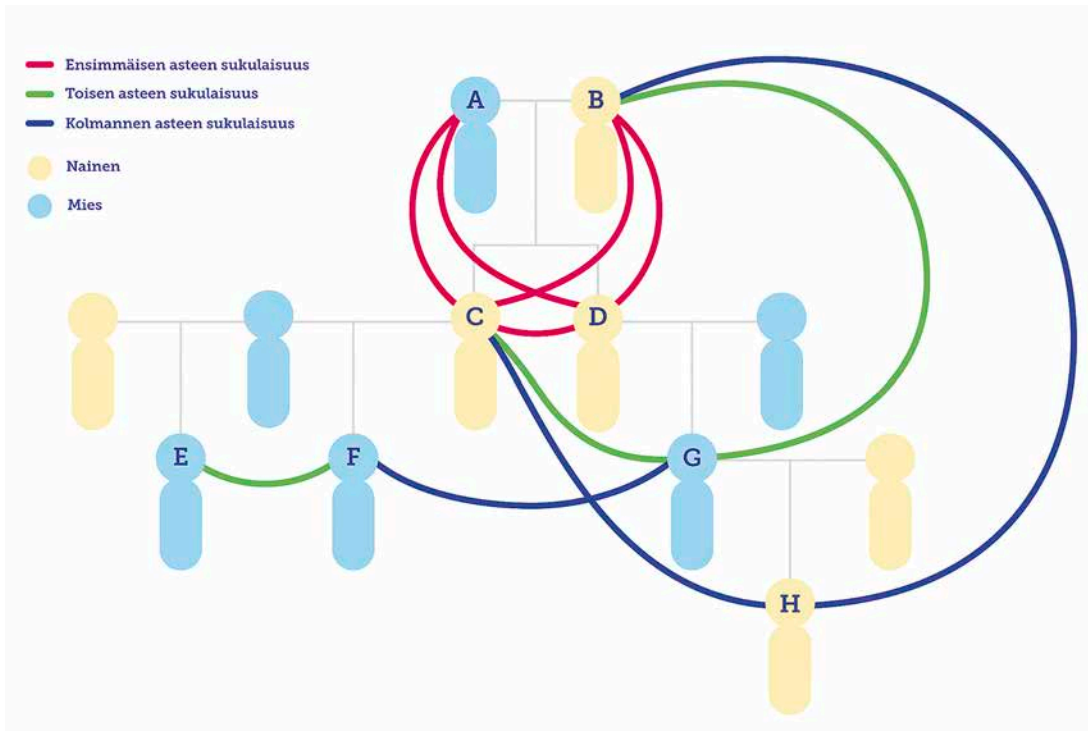 Ensimmäisen asteen sukulaisuus
Toisen asteen sukulaisuus
Kolmannen asteen sukulaisuus
Nainen
Mies
A
B
C
D
E
F
G
H